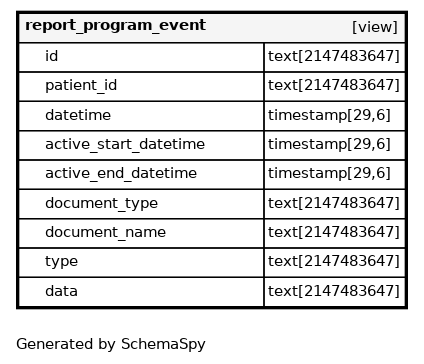 report_program_event [view]
id text[2147483647]
patient_id text[2147483647]
datetime timestamp[29,6]
active_start_datetime timestamp[29,6]
active_end_datetime timestamp[29,6]
document_type text[2147483647]
document_name text[2147483647]
type text[2147483647]
data text[2147483647]
Generated by SchemaSpy